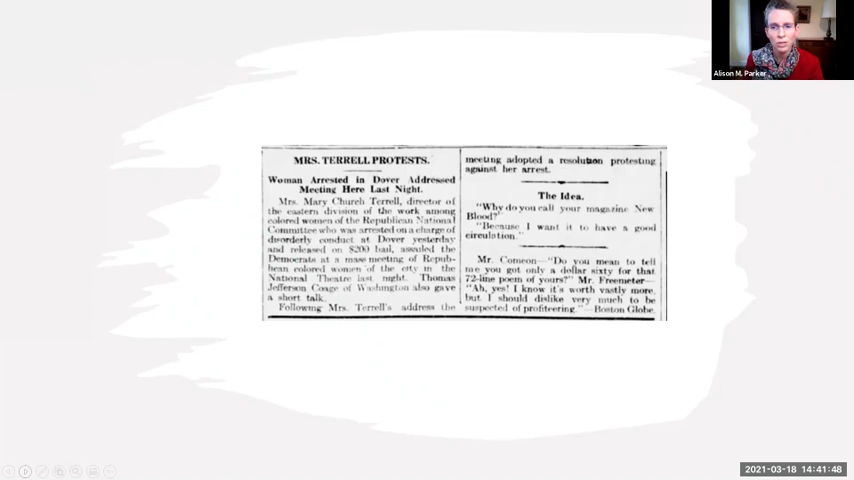 Alison M. Parker
MRS. TERRELL PROTESTS.
Woman Arrested in Dover Addressed
Meeting Here Last Night.
Mrs. Mary Church Terrell, director of
the eastern division of the work among
colored women of the Republican National
Committee who was arrested on a charge of
disorderly conduct at Dover yesterday
and released on $200 bail, assailed the
Democrats at a mass meeting of Repub-
lican colored women of the city in the
National Theatre last night. Thomas
Jefferson Coage of Washington also gave
a short talk.
Following Mrs. Terrell's address the
meeting adopted a resolution protesting
against her arrest.
The Idea.
"Why do you call your magazine New
Blood?"
"Because I want it to have a good
circulation."
Mr. Comeon—"Do you mean to tell
me you got only a dollar sixty for that
72-line poem of yours?" Mr. Freemeter—
"Ah, yes! I know it's worth vastly more,
but I should dislike very much to be
suspected of profiteering."—Boston Globe.
2021-03-18 14:41:48